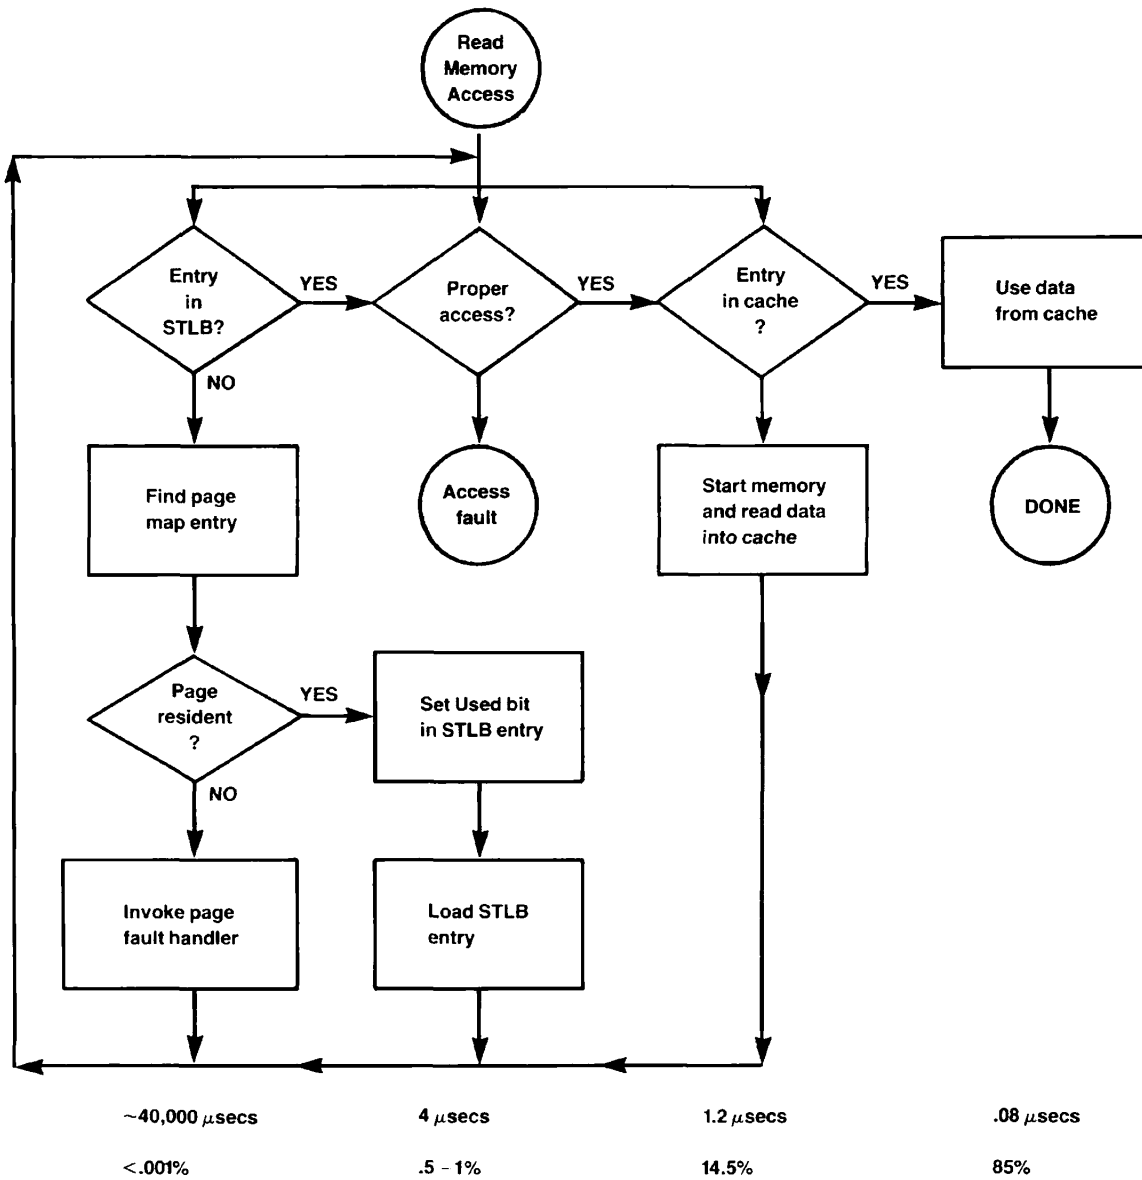 Read
Memory
Access
Entry
in
STLB?
YES
Proper
access?
YES
Entry
in cache
?
YES
Use data
from cache
NO
Find page
map entry
Access
fault
Start memory
and read data
into cache
DONE
Page
resident
?
YES
Set Used bit
in STLB entry
NO
Invoke page
fault handler
Load STLB
entry
~40,000 μsecs
4 μsecs
1.2 μsecs
.08 μsecs
<.001%
.5 - 1%
14.5%
85%